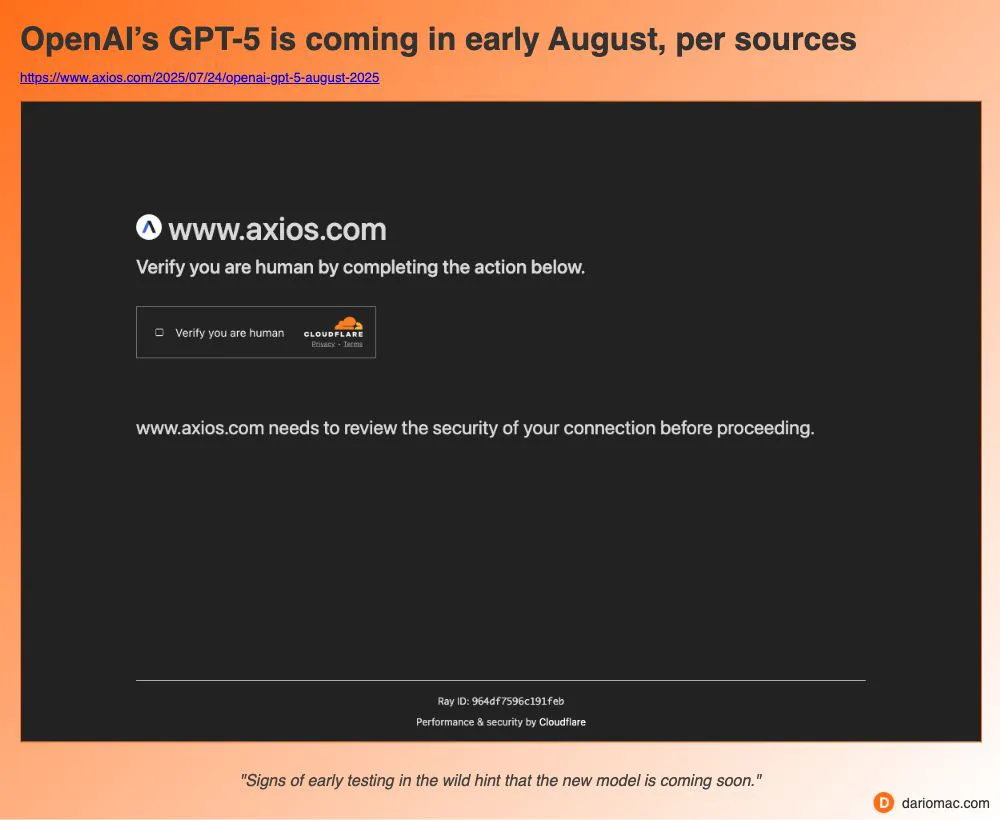 OpenAI’s GPT-5 is coming in early August, per sources
https://www.axios.com/2025/07/24/openai-gpt-5-august-2025
www.axios.com
Verify you are human by completing the action below.
Verify you are human
CLOUDFLARE
Privacy • Terms
www.axios.com needs to review the security of your connection before proceeding.
Ray ID: 964df7596c191feb
Performance & security by Cloudflare
"Signs of early testing in the wild hint that the new model is coming soon."
D dariomac.com